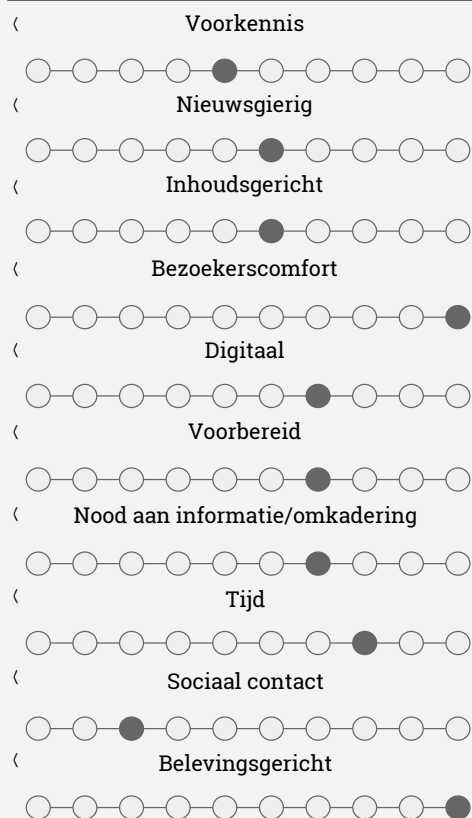 ‹ Voorkennis
‹ Nieuwsgierig
‹ Inhoudsgericht
‹ Bezoekerscomfort
‹ Digitaal
‹ Voorbereid
‹ Nood aan informatie/omkadering
‹ Tijd
‹ Sociaal contact
‹ Belevingsgericht